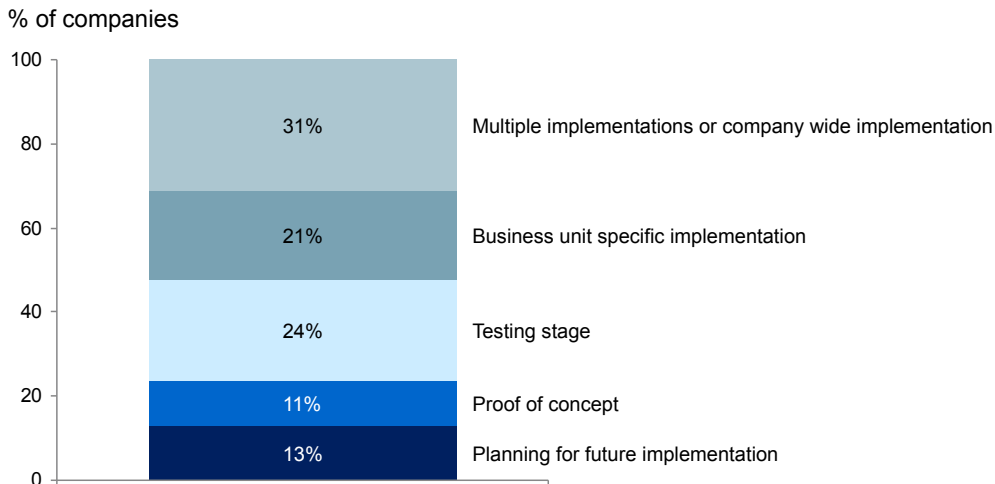 % of companies
100
31%
Multiple implementations or company wide implementation
80
21%
Business unit specific implementation
60
40
24%
Testing stage
20
11%
Proof of concept
13%
Planning for future implementation
0